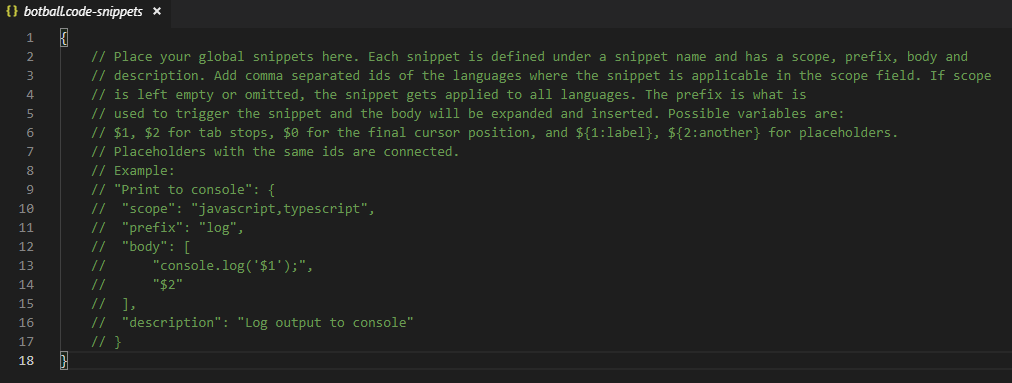 {} botball.code-snippets ×
1 {
2 // Place your global snippets here. Each snippet is defined under a snippet name and has a scope, prefix, body and
3 // description. Add comma separated ids of the languages where the snippet is applicable in the scope field. If scope
4 // is left empty or omitted, the snippet gets applied to all languages. The prefix is what is
5 // used to trigger the snippet and the body will be expanded and inserted. Possible variables are:
6 // $1, $2 for tab stops, $0 for the final cursor position, and ${1:label}, ${2:another} for placeholders.
7 // Placeholders with the same ids are connected.
8 // Example:
9 // "Print to console": {
10 // "scope": "javascript,typescript",
11 // "prefix": "log",
12 // "body": [
13 // "console.log('$1');",
14 // "$2"
15 // ],
16 // "description": "Log output to console"
17 // }
18 }